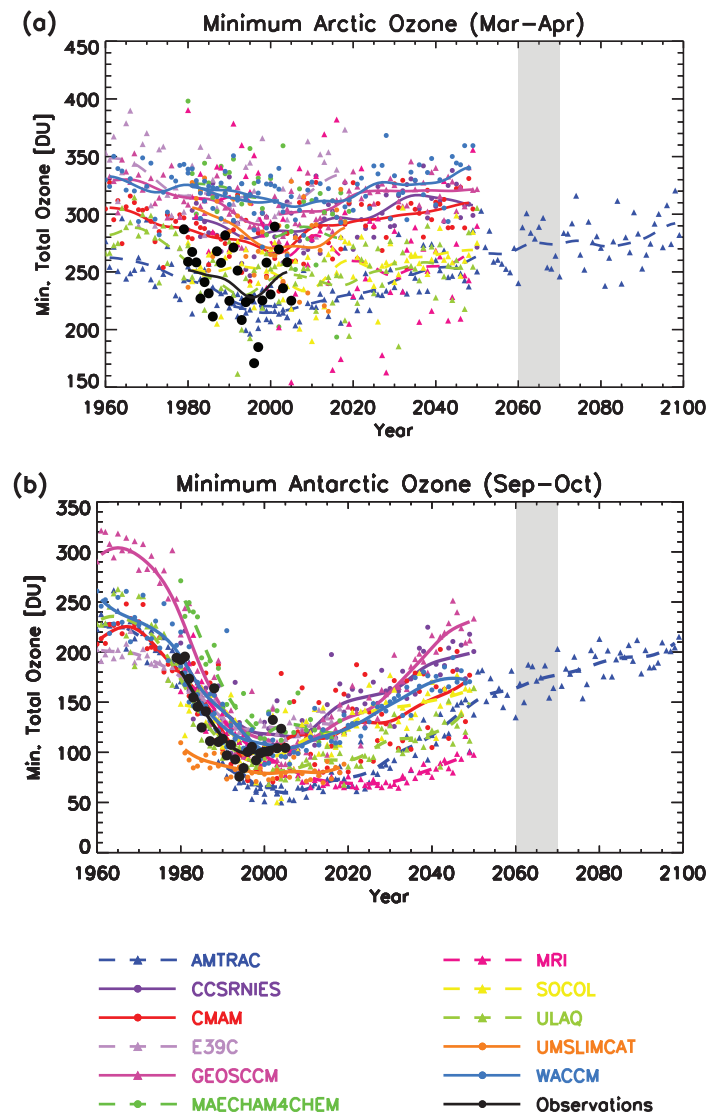 (a) Minimum Arctic Ozone (Mar-Apr)
450
400
350
300
250
200
150
Min. Total Ozone [DU]
1960 1980 2000 2020 2040 2060 2080 2100
Year
(b) Minimum Antarctic Ozone (Sep-Oct)
350
300
250
200
150
100
50
0
Min. Total Ozone [DU]
1960 1980 2000 2020 2040 2060 2080 2100
Year
AMTRAC
CCSRNIES
CMAM
E39C
GEOSCCM
MAECHAM4CHEM
MRI
SOCOL
ULAQ
UMSLIMCAT
WACCM
Observations